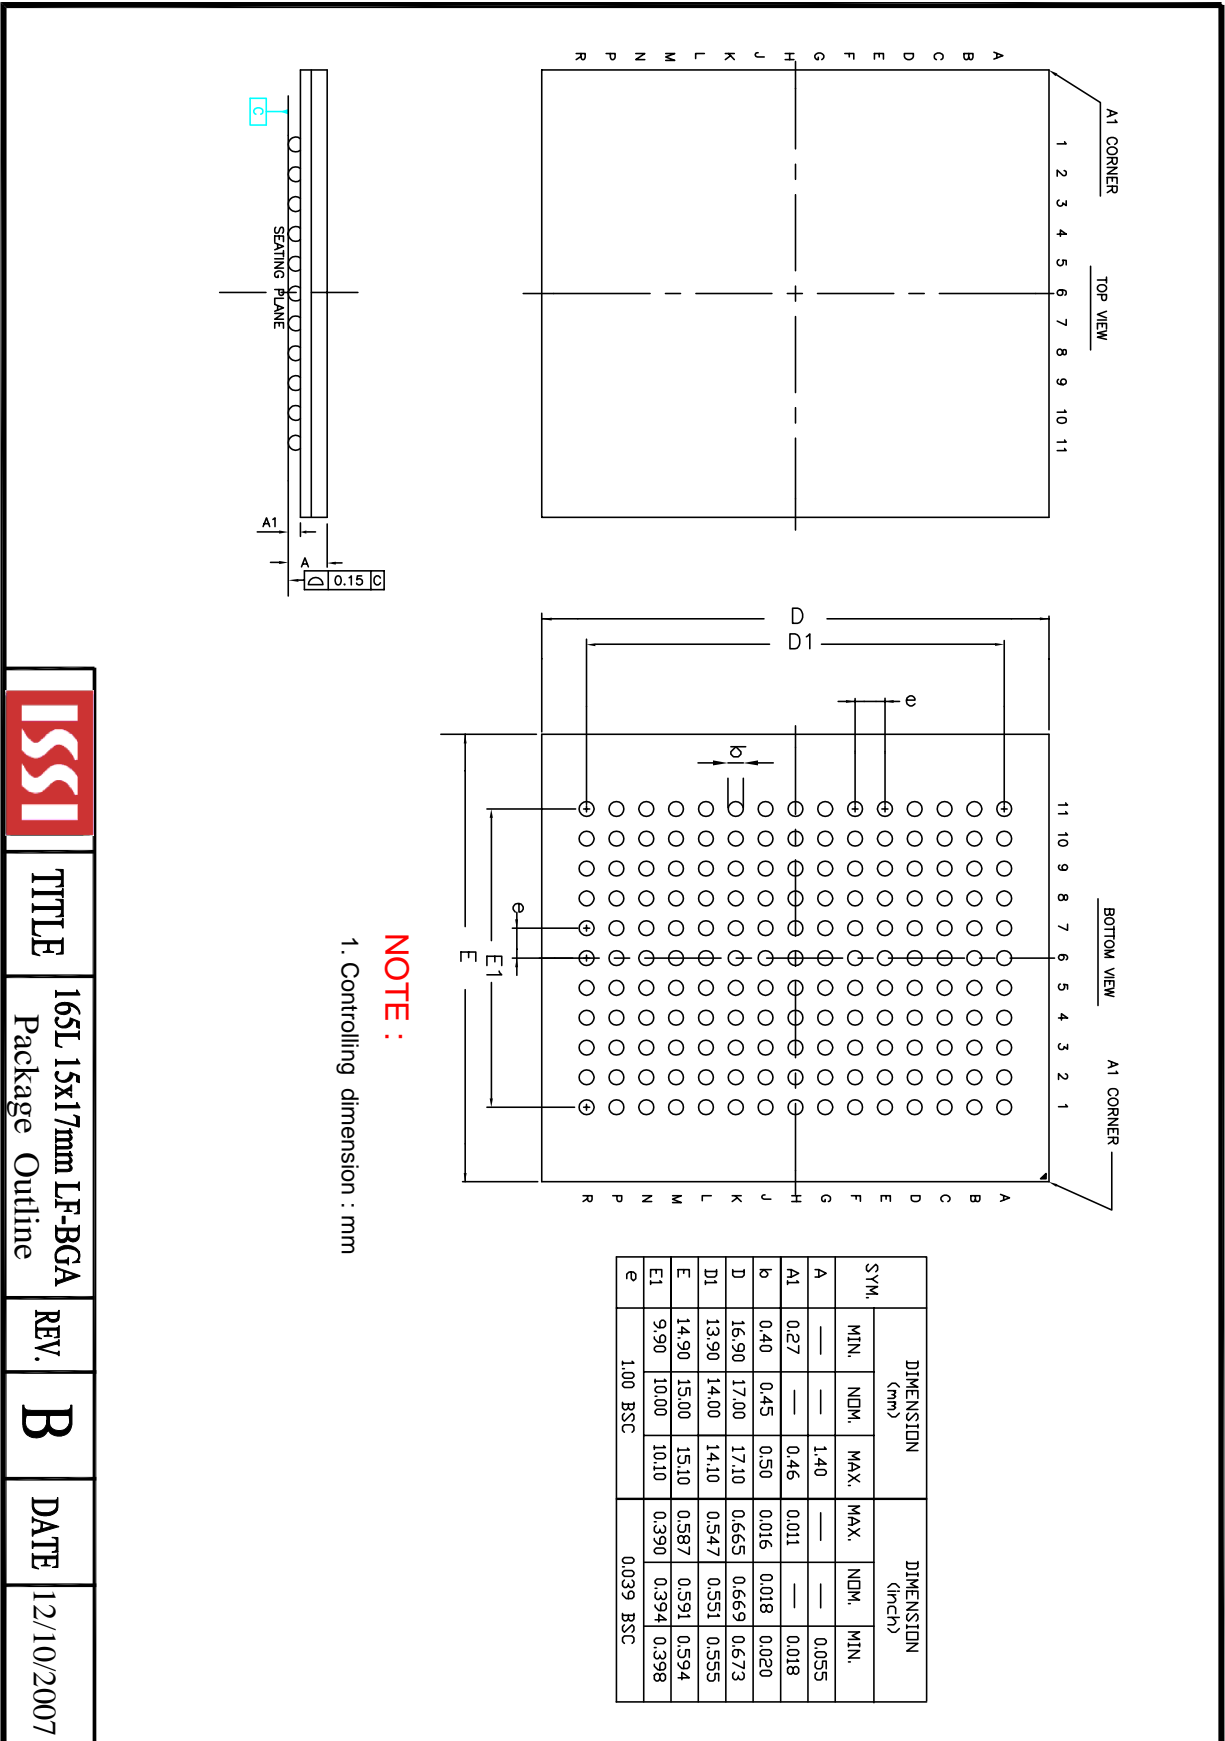 A1 CORNER
TOP VIEW
1 2 3 4 5 6 7 8 9 10 11
A
B
C
D
E
F
G
H
J
K
L
M
N
P
R
BOTTOM VIEW
A1 CORNER
11 10 9 8 7 6 5 4 3 2 1
A
B
C
D
E
F
G
H
J
K
L
M
N
P
R
e
D
D1
b
e
E1
E
C
SEATING PLANE
A1
A
0.15 C
NOTE :
1. Controlling dimension : mm
SYM. DIMENSION (mm) DIMENSION (inch)
MIN. NOM. MAX. MAX. NOM. MIN.
A — — 1.40 — — 0.055
A1 0.27 — 0.46 0.011 — 0.018
b 0.40 0.45 0.50 0.016 0.018 0.020
D 16.90 17.00 17.10 0.665 0.669 0.673
D1 13.90 14.00 14.10 0.547 0.551 0.555
E 14.90 15.00 15.10 0.587 0.591 0.594
E1 9.90 10.00 10.10 0.390 0.394 0.398
e 1.00 BSC 0.039 BSC
ISSI
TITLE
165L 15x17mm LF-BGA
Package Outline
REV.
B
DATE
12/10/2007